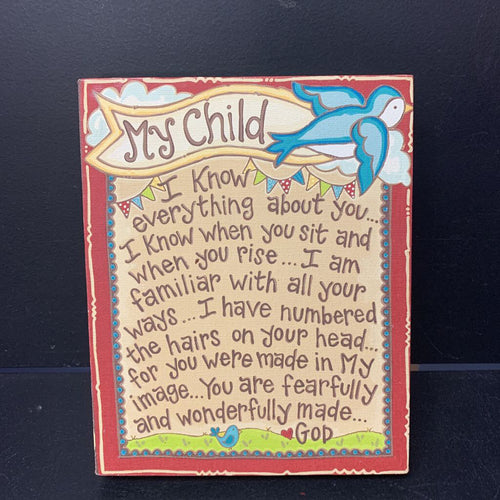 My Child
I Know
everything about you...
I Know when you sit and
when you rise...I am
familiar with all your
ways...I have numbered
the hairs on your head...
for you were made in My
image...You are fearfully
and wonderfully made...
God